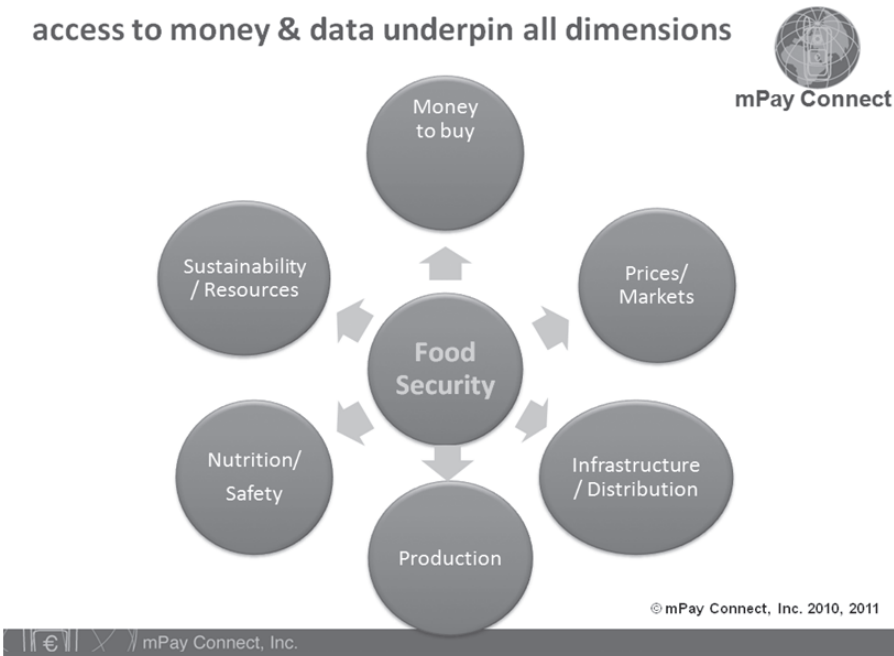 access to money & data underpin all dimensions
mPay Connect
Money
to buy
Sustainability
/ Resources
Prices/
Markets
Food
Security
Nutrition/
Safety
Infrastructure
/ Distribution
Production
© mPay Connect, Inc. 2010, 2011
€
mPay Connect, Inc.